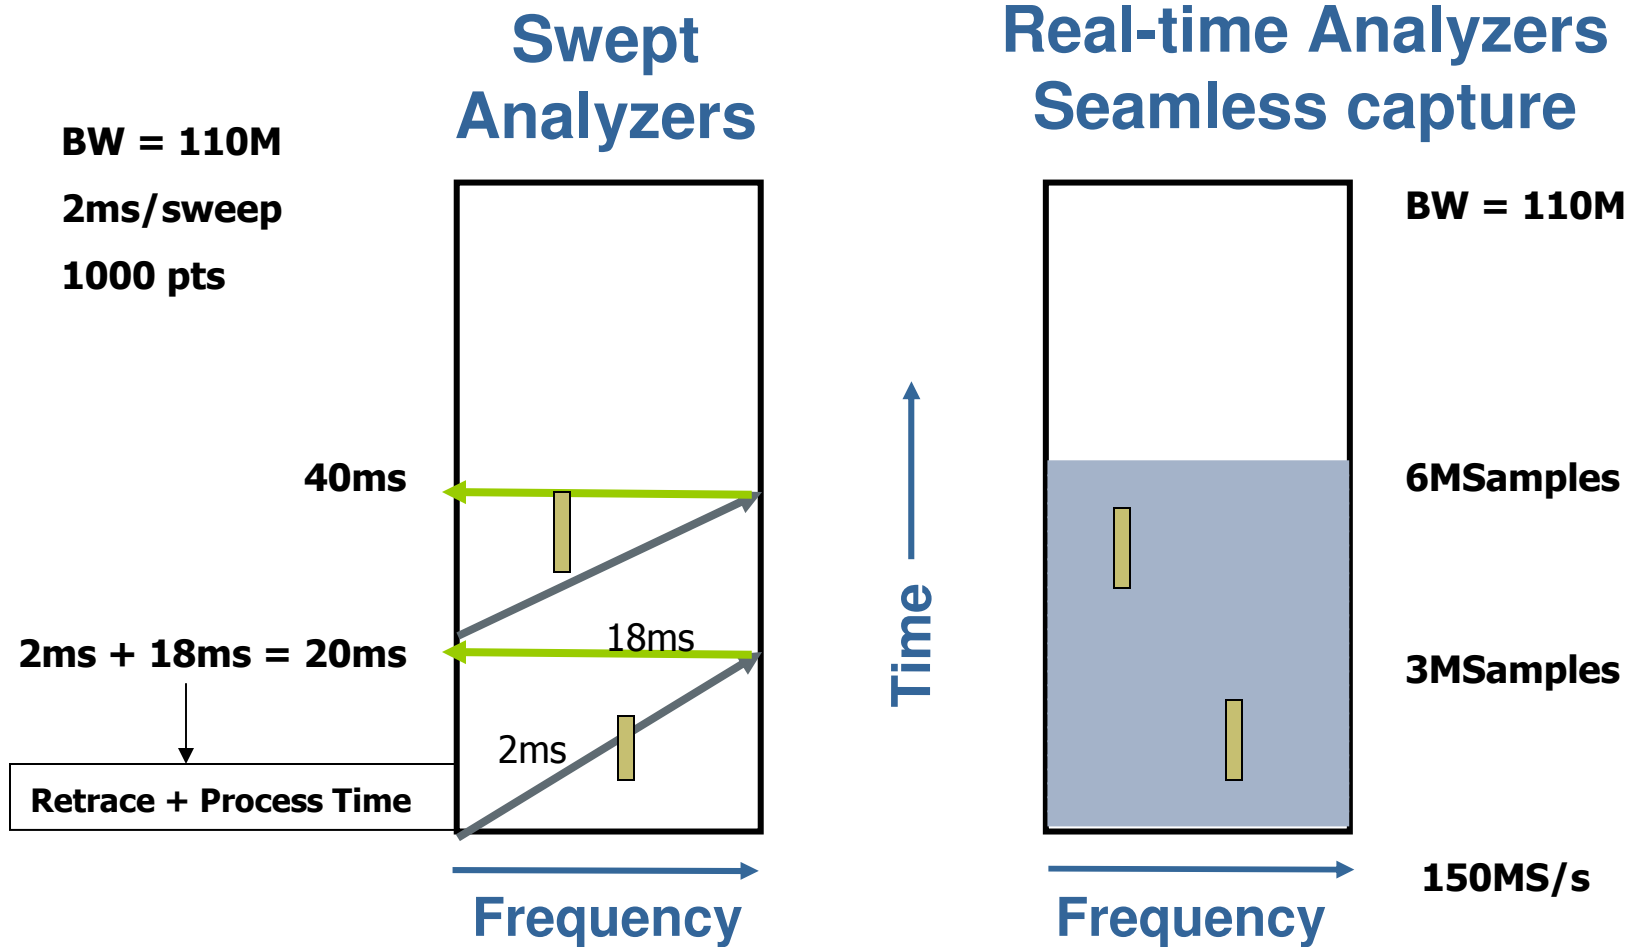 Swept
Analyzers
Real-time Analyzers
Seamless capture
BW = 110M
2ms/sweep
1000 pts
BW = 110M
40ms
2ms + 18ms = 20ms
Retrace + Process Time
18ms
2ms
Frequency
Time
6MSamples
3MSamples
150MS/s
Frequency